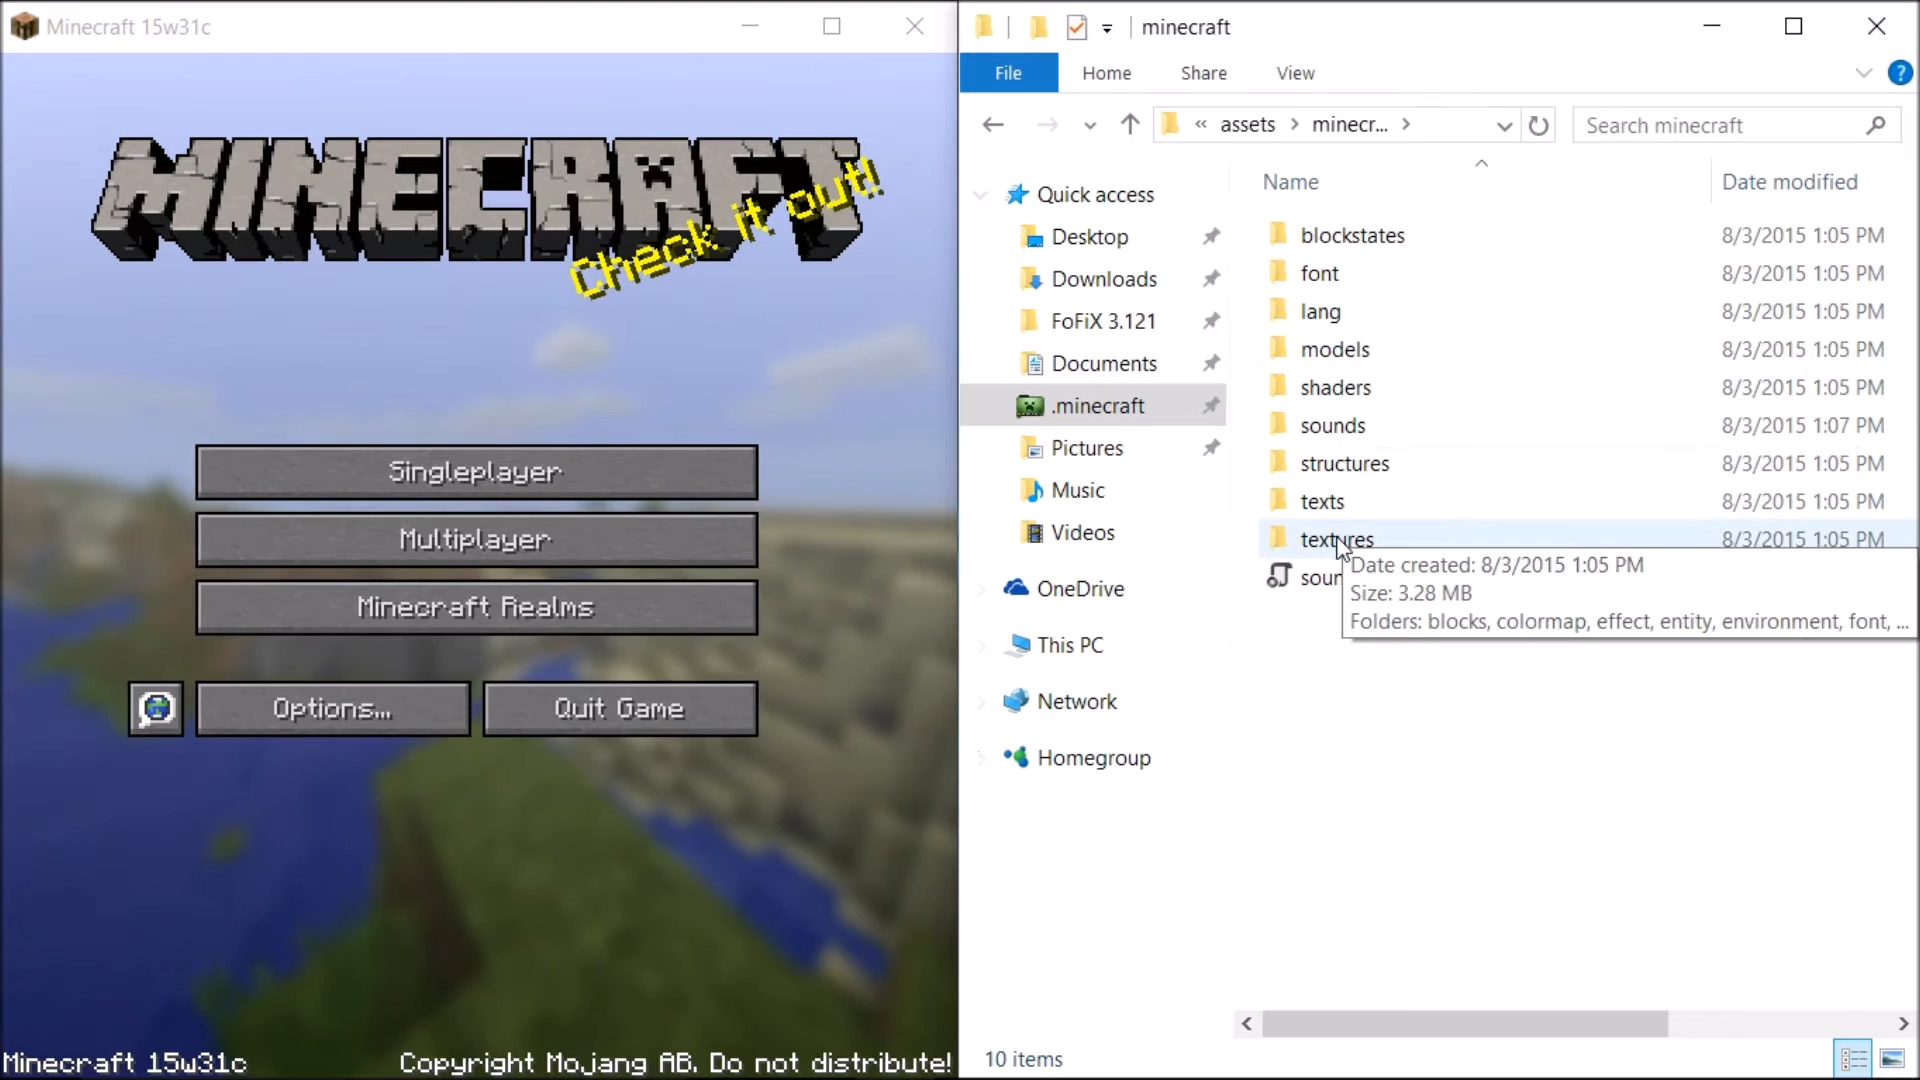 Minecraft 15w31c
MINECRAFT
Check it out!
Singleplayer
Multiplayer
Minecraft Realms
Options...
Quit Game
Minecraft 15w31c
Copyright Mojang AB. Do not distribute!
minecraft
File Home Share View
« assets > minecr... >
Search minecraft
Quick access
Desktop
Downloads
FoFiX 3.121
Documents
.minecraft
Pictures
Music
Videos
OneDrive
This PC
Network
Homegroup
Name Date modified
blockstates 8/3/2015 1:05 PM
font 8/3/2015 1:05 PM
lang 8/3/2015 1:05 PM
models 8/3/2015 1:05 PM
shaders 8/3/2015 1:05 PM
sounds 8/3/2015 1:07 PM
structures 8/3/2015 1:05 PM
texts 8/3/2015 1:05 PM
textures 8/3/2015 1:05 PM
Date created: 8/3/2015 1:05 PM
Size: 3.28 MB
Folders: blocks, colormap, effect, entity, environment, font, ...
10 items